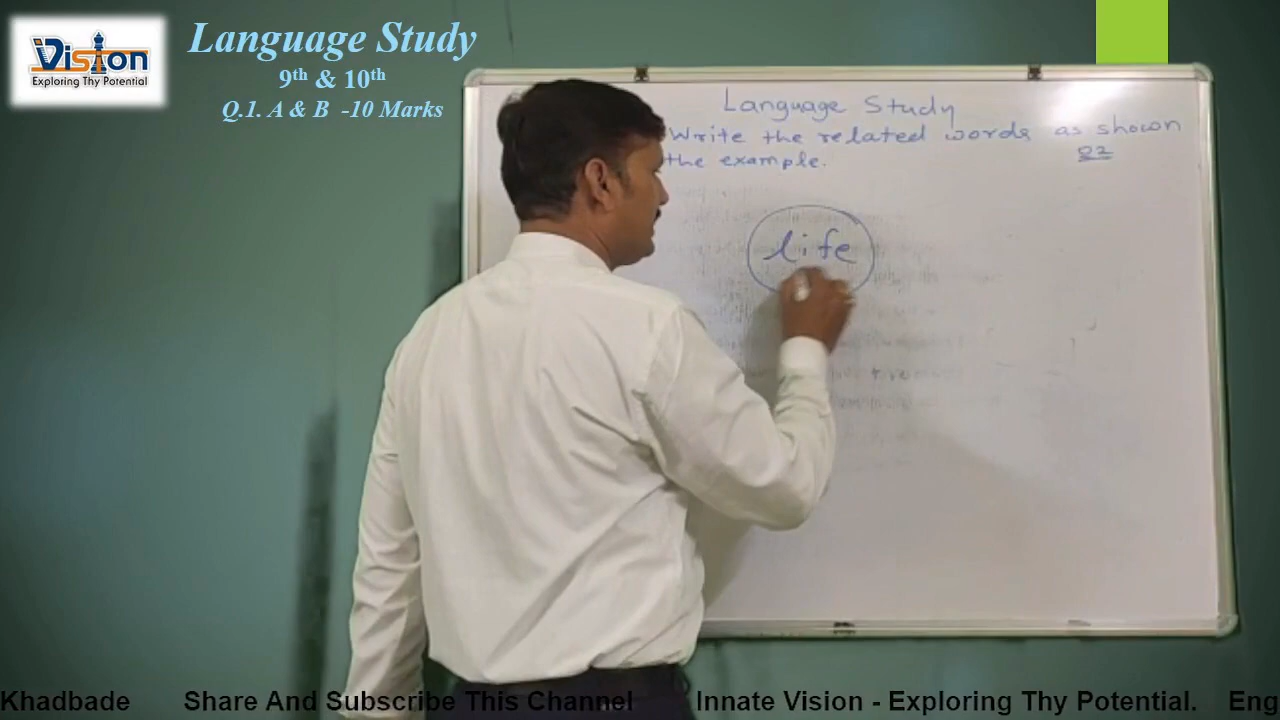 VISION
Exploring Thy Potential
Language Study
9th & 10th
Q.1. A & B -10 Marks
Language Study
Write the related words as shown
the example.
life
Khadbade Share And Subscribe This Channel Innate Vision - Exploring Thy Potential. Eng